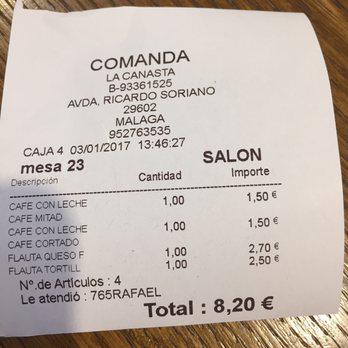 COMANDA
LA CANASTA
B-93361525
AVDA, RICARDO SORIANO
29602
MALAGA
952763535
CAJA 4 03/01/2017 13:46:27
mesa 23 SALON
Descripción Cantidad Importe
CAFE CON LECHE 1,00 1,50 €
CAFE MITAD
CAFE CON LECHE 1,00 1,50 €
CAFE CORTADO
FLAUTA QUESO F 1,00 2,70 €
FLAUTA TORTILL 1,00 2,50 €
Nº.de Artículos : 4
Le atendió : 765RAFAEL
Total : 8,20 €